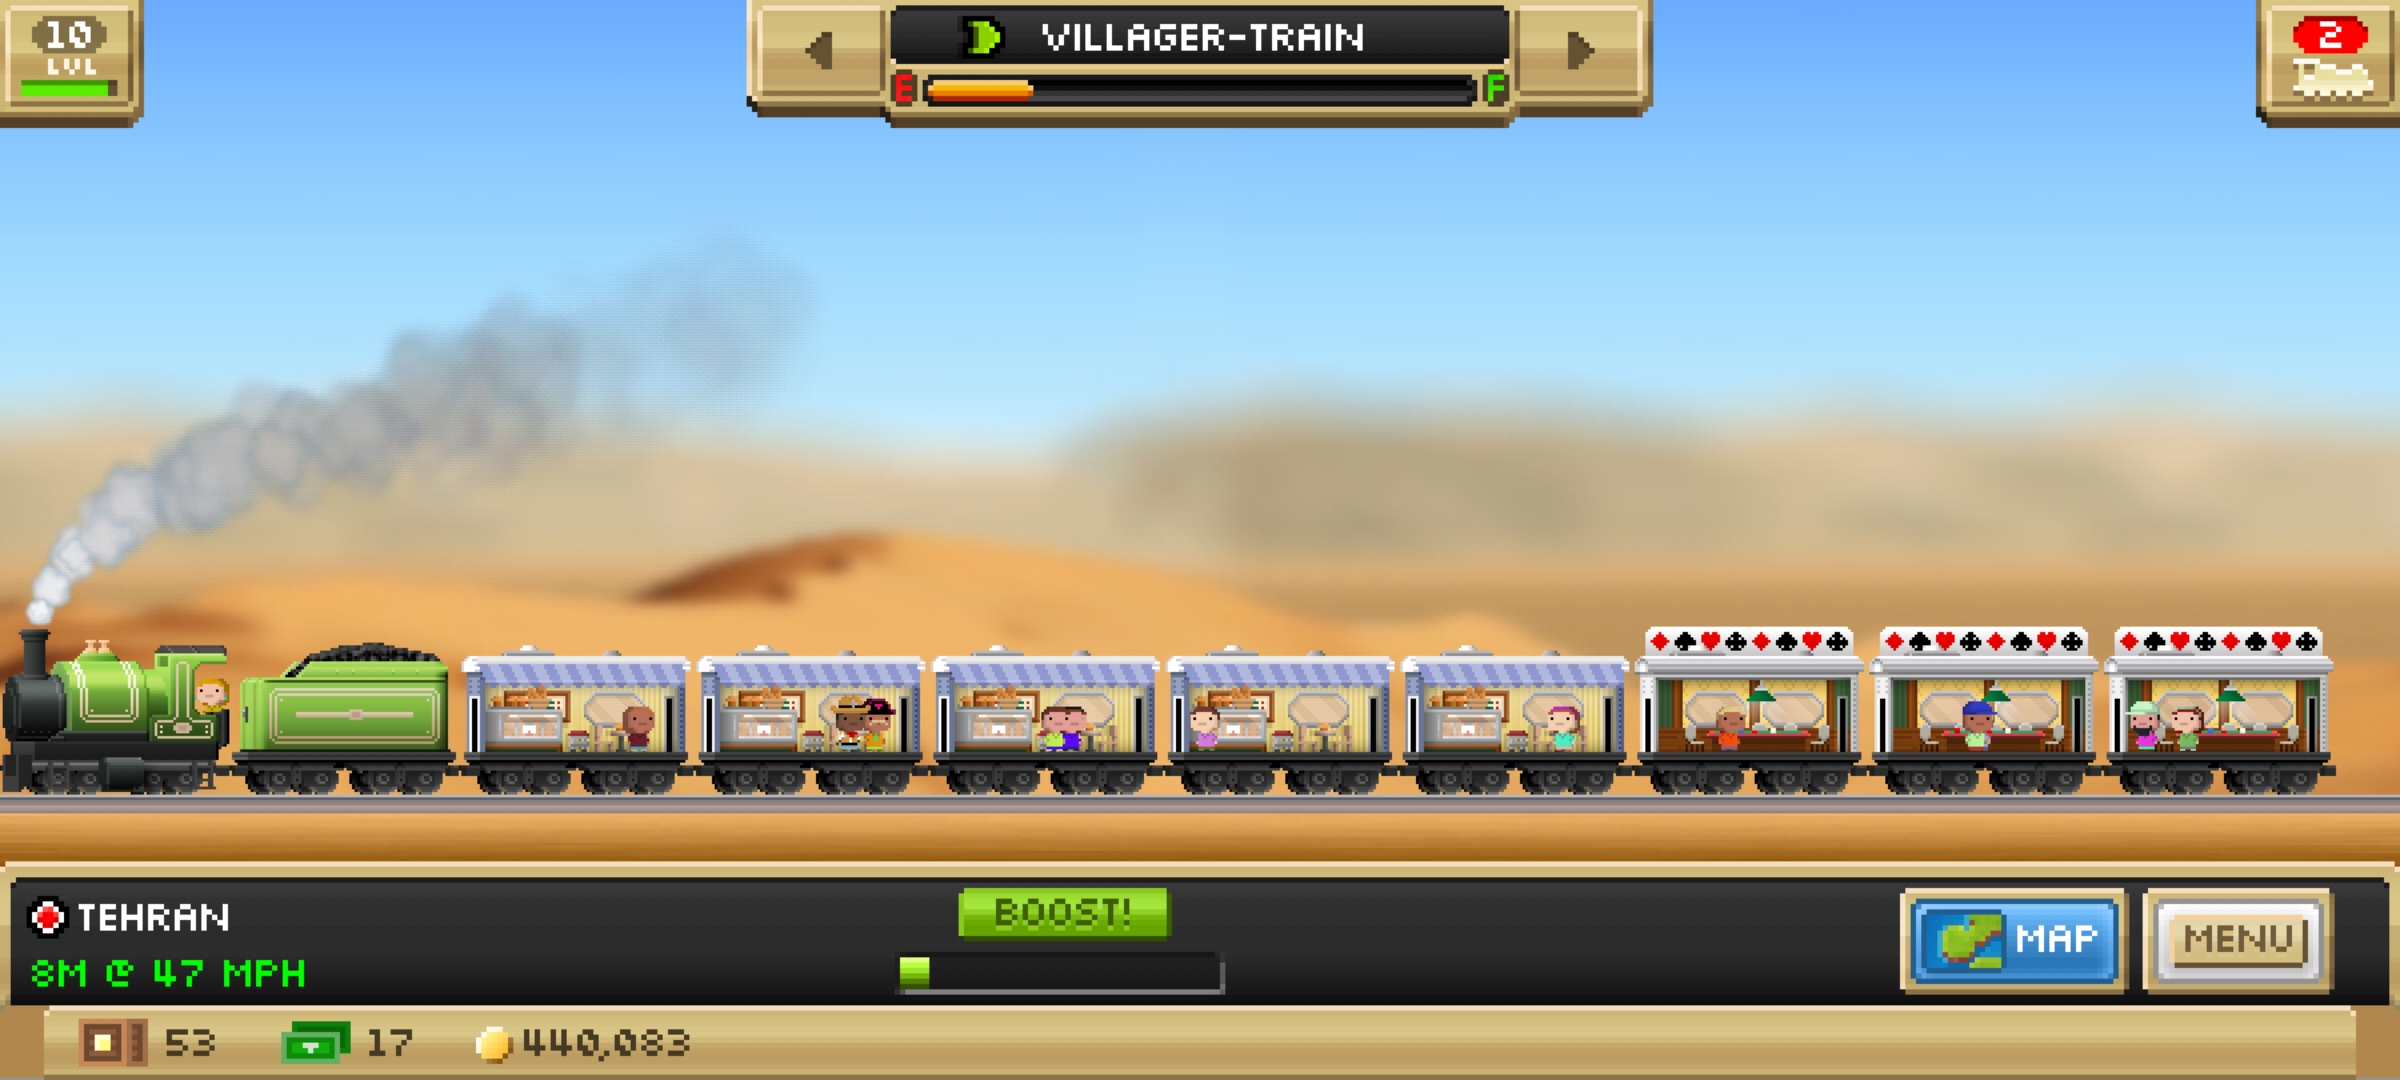 10
LVL
VILLAGER-TRAIN
E F
2
TEHRAN
8M @ 47 MPH
BOOST!
MAP
MENU
53
17
440,083